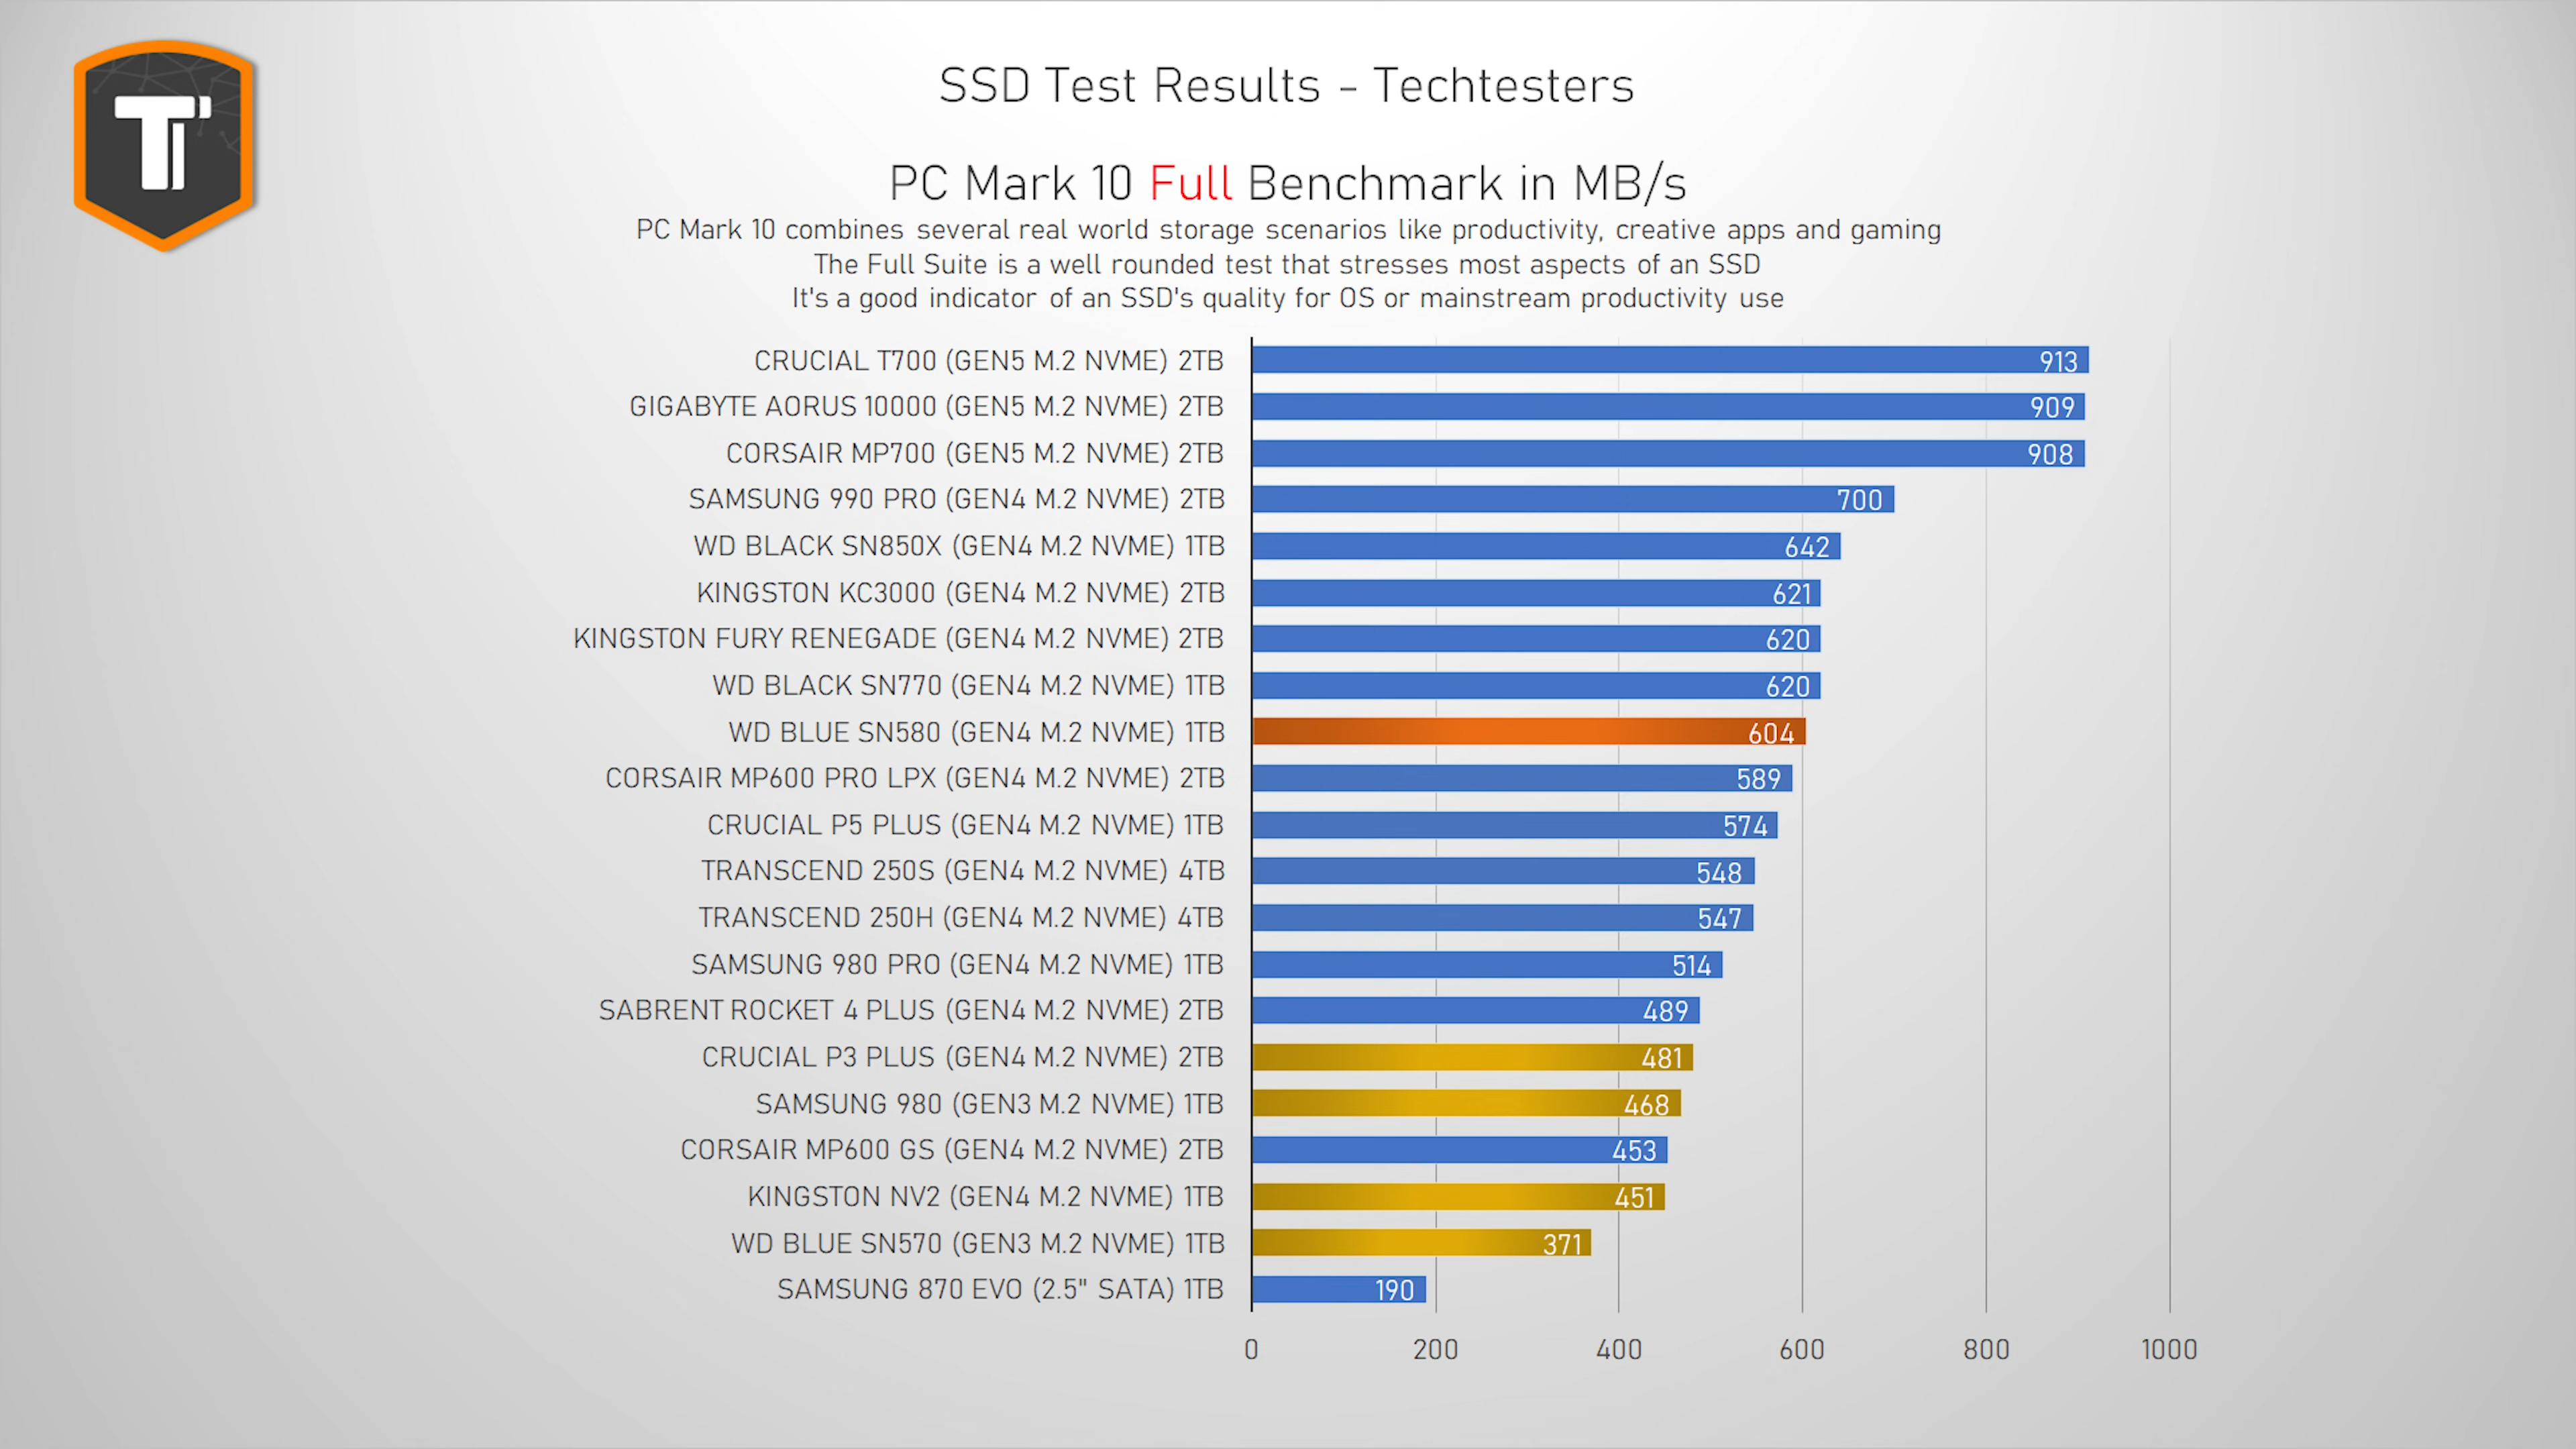 SSD Test Results - Techtesters
PC Mark 10 Full Benchmark in MB/s
PC Mark 10 combines several real world storage scenarios like productivity, creative apps and gaming
The Full Suite is a well rounded test that stresses most aspects of an SSD
It's a good indicator of an SSD's quality for OS or mainstream productivity use
CRUCIAL T700 (GEN5 M.2 NVME) 2TB 913
GIGABYTE AORUS 10000 (GEN5 M.2 NVME) 2TB 909
CORSAIR MP700 (GEN5 M.2 NVME) 2TB 908
SAMSUNG 990 PRO (GEN4 M.2 NVME) 2TB 700
WD BLACK SN850X (GEN4 M.2 NVME) 1TB 642
KINGSTON KC3000 (GEN4 M.2 NVME) 2TB 621
KINGSTON FURY RENEGADE (GEN4 M.2 NVME) 2TB 620
WD BLACK SN770 (GEN4 M.2 NVME) 1TB 620
WD BLUE SN580 (GEN4 M.2 NVME) 1TB 604
CORSAIR MP600 PRO LPX (GEN4 M.2 NVME) 2TB 589
CRUCIAL P5 PLUS (GEN4 M.2 NVME) 1TB 574
TRANSCEND 250S (GEN4 M.2 NVME) 4TB 548
TRANSCEND 250H (GEN4 M.2 NVME) 4TB 547
SAMSUNG 980 PRO (GEN4 M.2 NVME) 1TB 514
SABRENT ROCKET 4 PLUS (GEN4 M.2 NVME) 2TB 489
CRUCIAL P3 PLUS (GEN4 M.2 NVME) 2TB 481
SAMSUNG 980 (GEN3 M.2 NVME) 1TB 468
CORSAIR MP600 GS (GEN4 M.2 NVME) 2TB 453
KINGSTON NV2 (GEN4 M.2 NVME) 1TB 451
WD BLUE SN570 (GEN3 M.2 NVME) 1TB 371
SAMSUNG 870 EVO (2.5" SATA) 1TB 190
0 200 400 600 800 1000